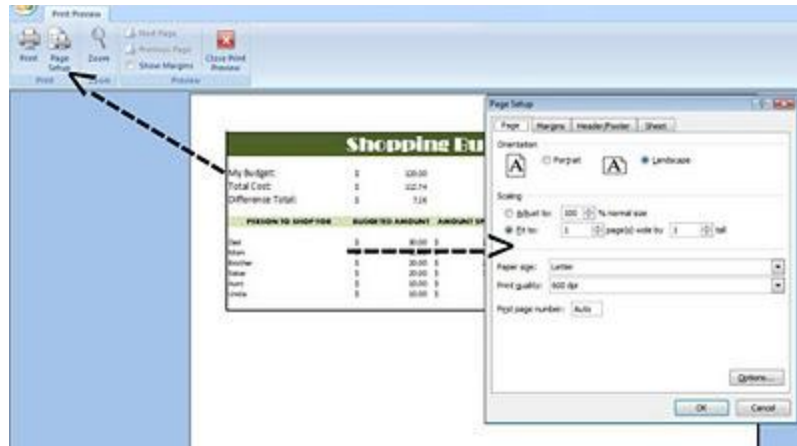 Print Preview
Print
Page Setup
Zoom
Next Page
Previous Page
Show Margins
Close Print Preview
Print
Zoom
Preview
Shopping Bu
My Budget: $ 120.00
Total Cost: $ 112.74
Difference Total: $ 7.26
PERSON TO SHOP FOR BUDGETED AMOUNT AMOUNT SP
Dad $ 30.00 $
Mom
Brother $ 20.00 $
Sister $ 20.00 $
Aunt $ 10.00 $
Uncle $ 10.00 $
Page Setup
Page Margins Header/Footer Sheet
Orientation
A Portrait A Landscape
Scaling
Adjust to: 100 % normal size
Fit to: 1 page(s) wide by 1 tall
Paper size: Letter
Print quality: 600 dpi
First page number: Auto
Options...
OK Cancel